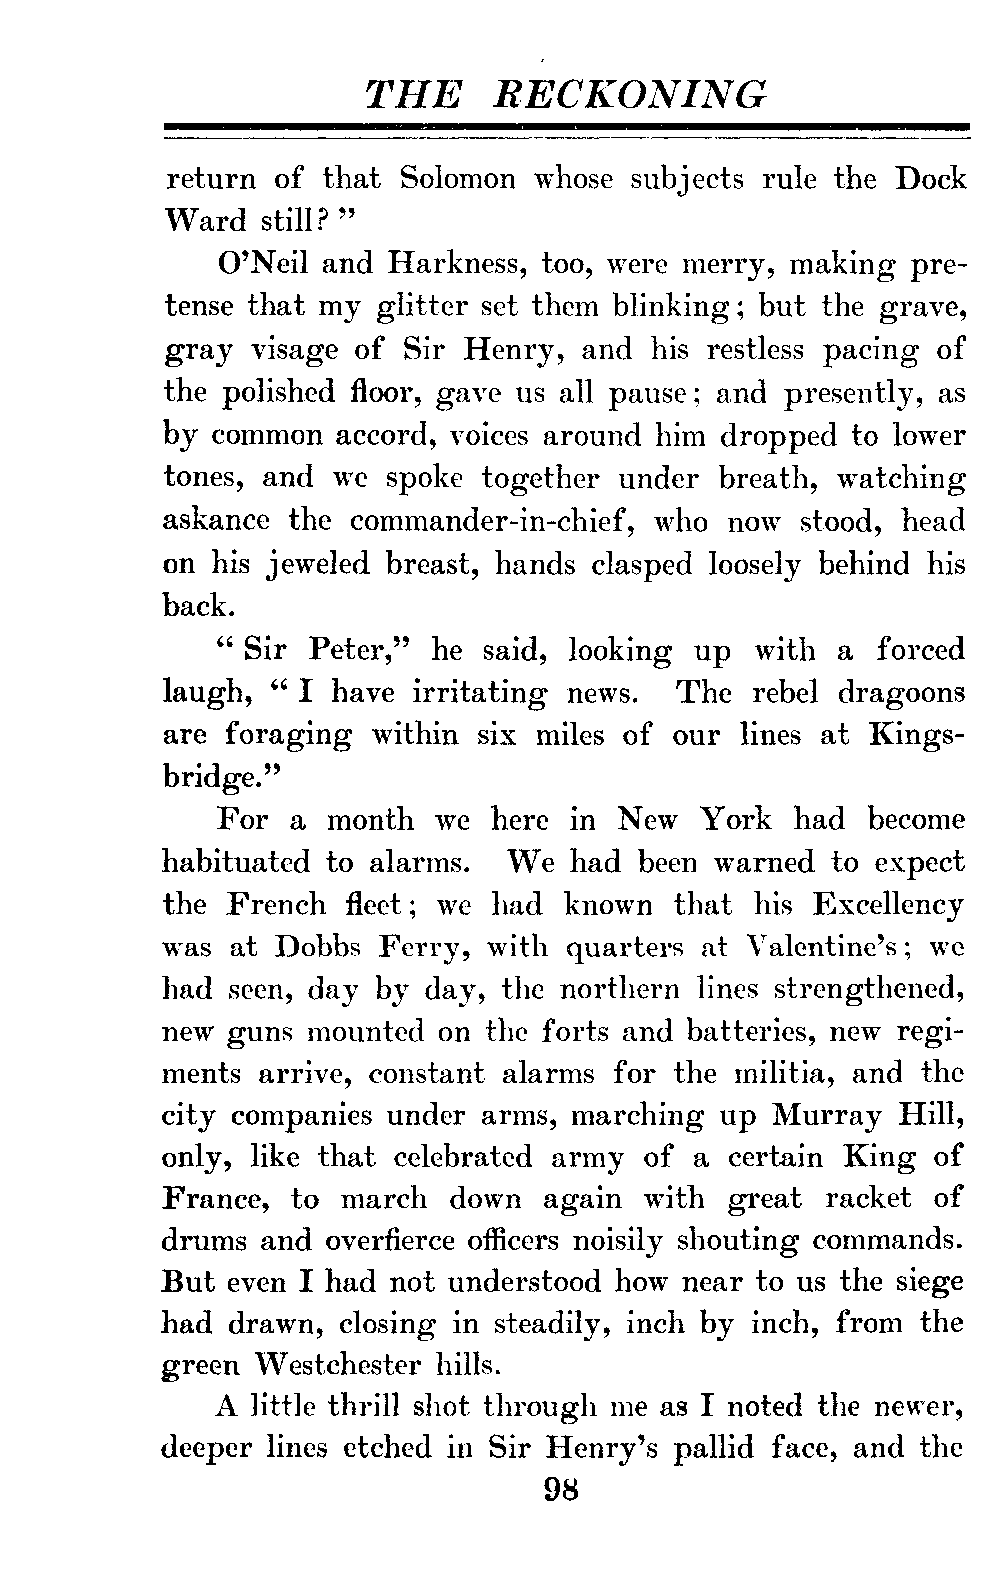 THE RECKONING
return of that Solomon whose subjects rule the Dock
Ward still? ”
O’Neil and Harkness, too, were merry, making pre-
tense that my glitter set them blinking; but the grave,
gray visage of Sir Henry, and his restless pacing of
the polished floor, gave us all pause; and presently, as
by common accord, voices around him dropped to lower
tones, and we spoke together under breath, watching
askance the commander-in-chief, who now stood, head
on his jeweled breast, hands clasped loosely behind his
back.
“ Sir Peter,” he said, looking up with a forced
laugh, “ I have irritating news. The rebel dragoons
are foraging within six miles of our lines at Kings-
bridge.”
For a month we here in New York had become
habituated to alarms. We had been warned to expect
the French fleet; we had known that his Excellency
was at Dobbs Ferry, with quarters at Valentine’s; we
had seen, day by day, the northern lines strengthened,
new guns mounted on the forts and batteries, new regi-
ments arrive, constant alarms for the militia, and the
city companies under arms, marching up Murray Hill,
only, like that celebrated army of a certain King of
France, to march down again with great racket of
drums and overfierce officers noisily shouting commands.
But even I had not understood how near to us the siege
had drawn, closing in steadily, inch by inch, from the
green Westchester hills.
A little thrill shot through me as I noted the newer,
deeper lines etched in Sir Henry’s pallid face, and the
98